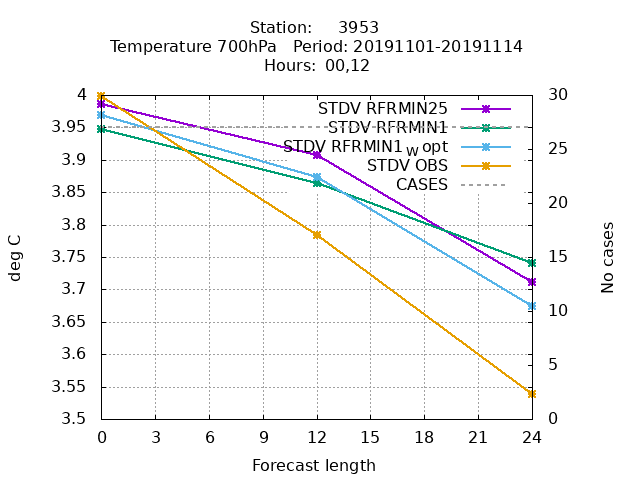 Station: 3953
Temperature 700hPa Period: 20191101-20191114
Hours: 00,12
4
3.95
3.9
3.85
3.8
3.75
3.7
3.65
3.6
3.55
3.5
deg C
STDV RFRMIN25
STDV RFRMIN1
STDV RFRMIN1w opt
STDV OBS
CASES
30
25
20
15
10
5
0
No cases
0 3 6 9 12 15 18 21 24
Forecast length